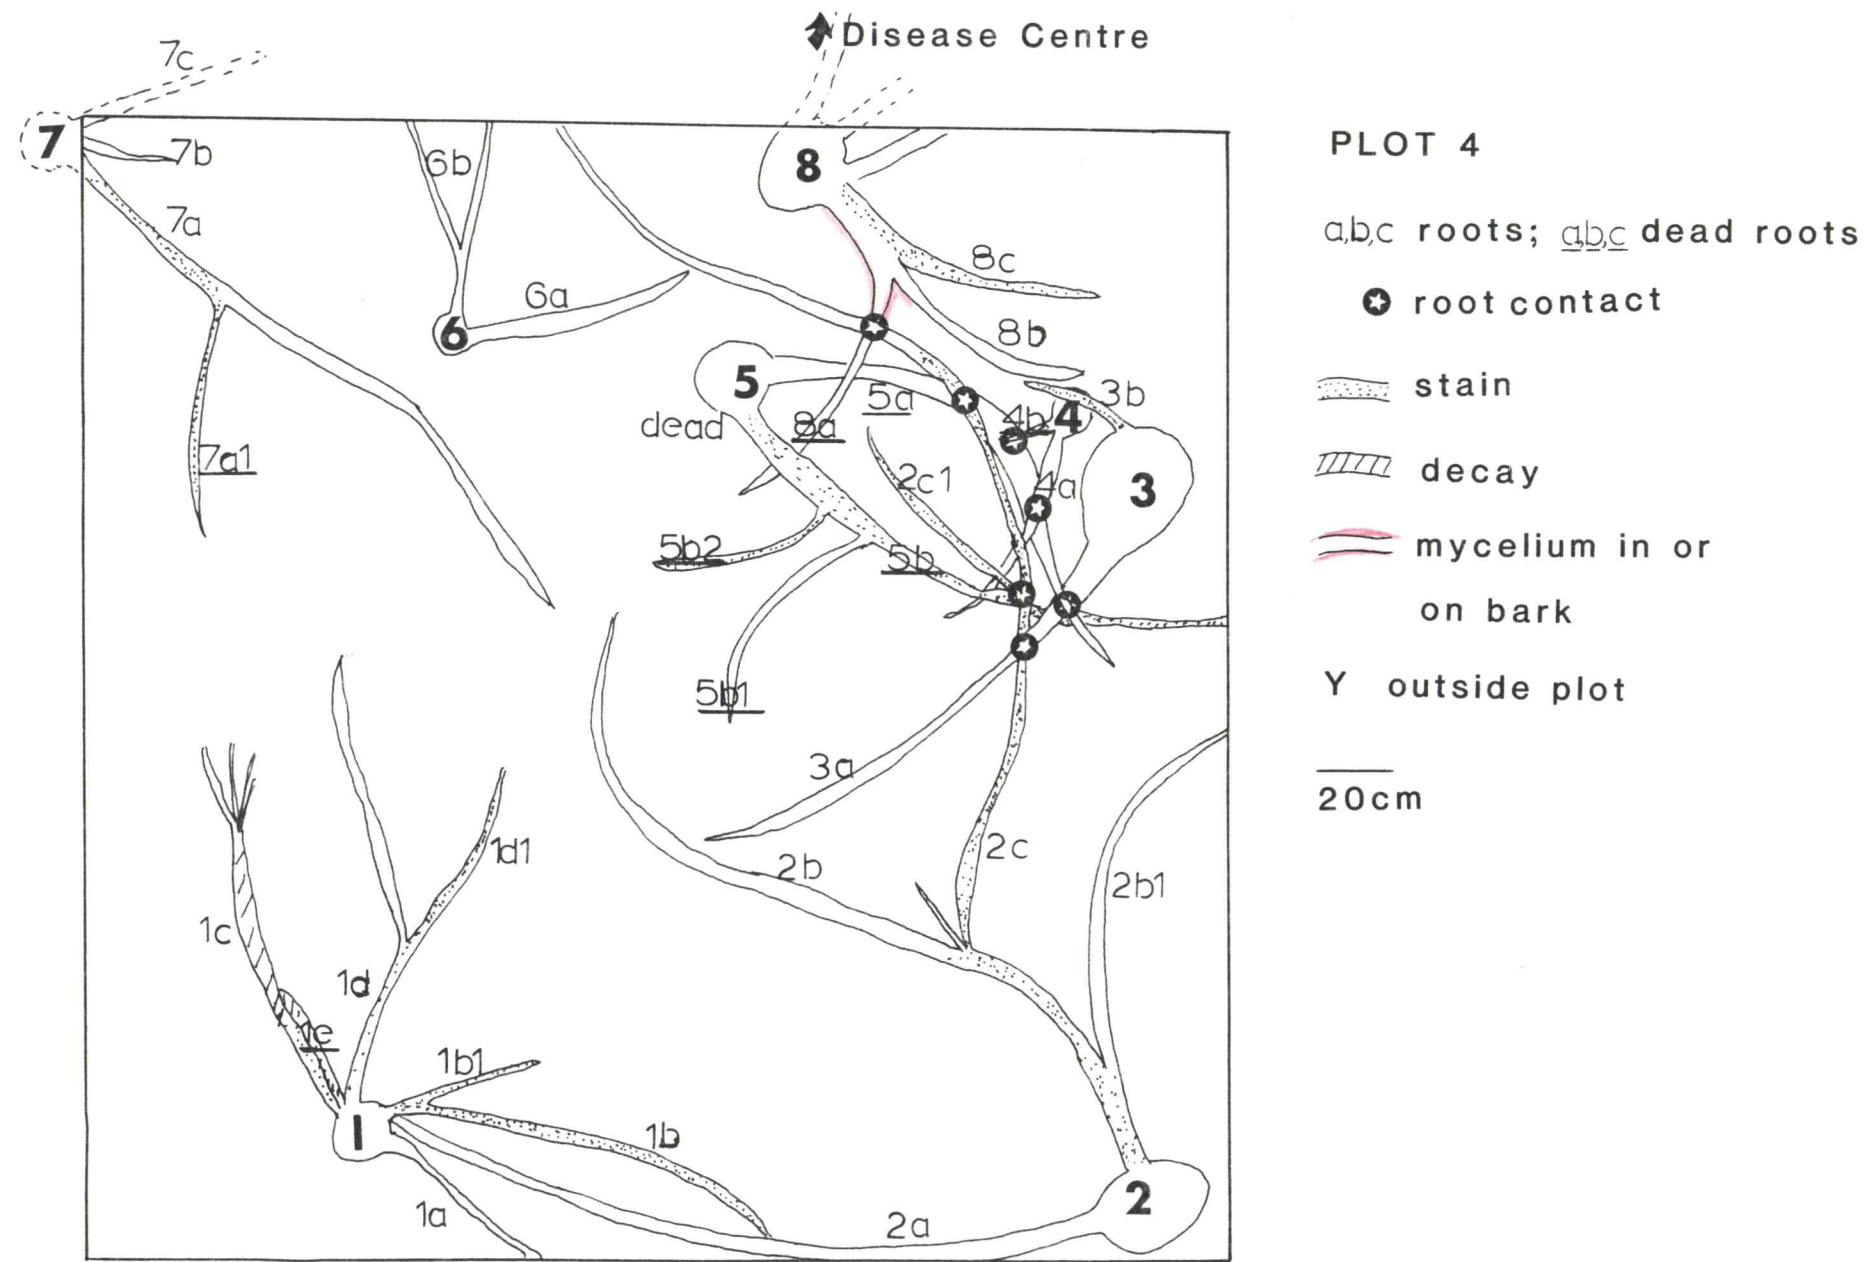 Disease Centre
7c
7
7b
7a
7a1
6b
6a
6
8
8c
8b
8a
5
dead
5a
5b2
5b
5b1
4b
4
4a
3b
3
2c1
3a
2b
2c
2b1
1d1
1c
1d
1e
1b1
1
1b
1a
2a
2
PLOT 4
a,b,c roots; a,b,c dead roots
root contact
stain
decay
mycelium in or
on bark
Y outside plot
20cm